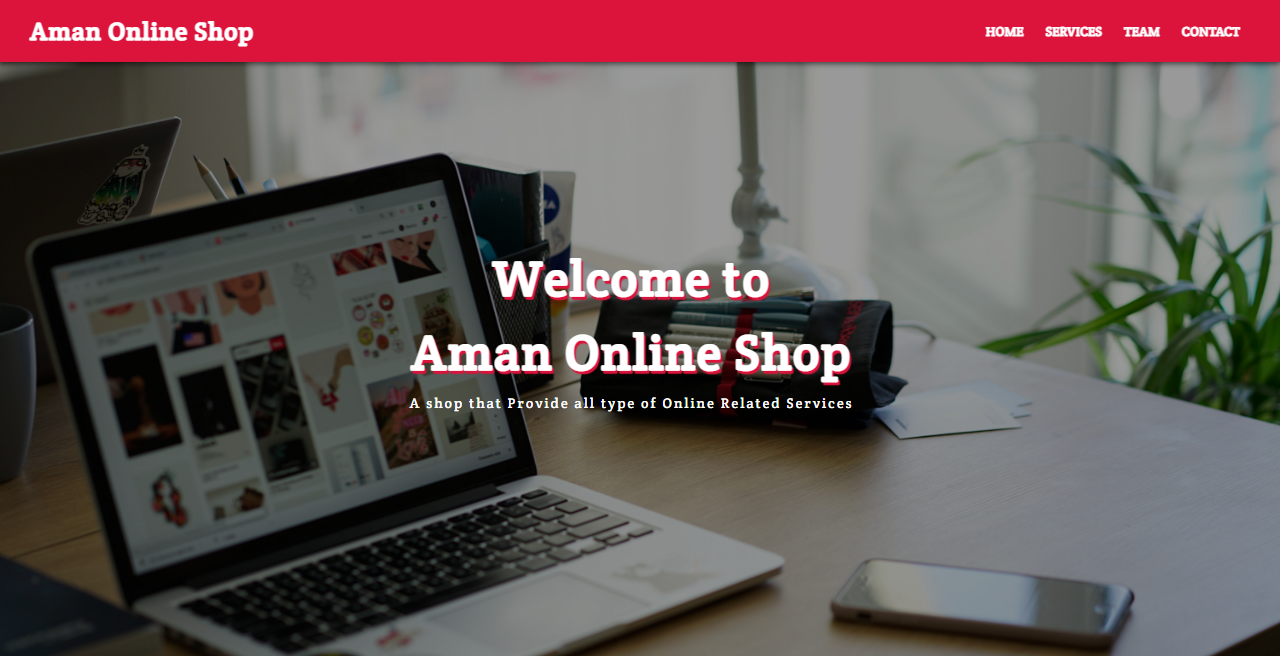 Aman Online Shop
HOME SERVICES TEAM CONTACT
Welcome to
Aman Online Shop
A shop that Provide all type of Online Related Services
NIVEA